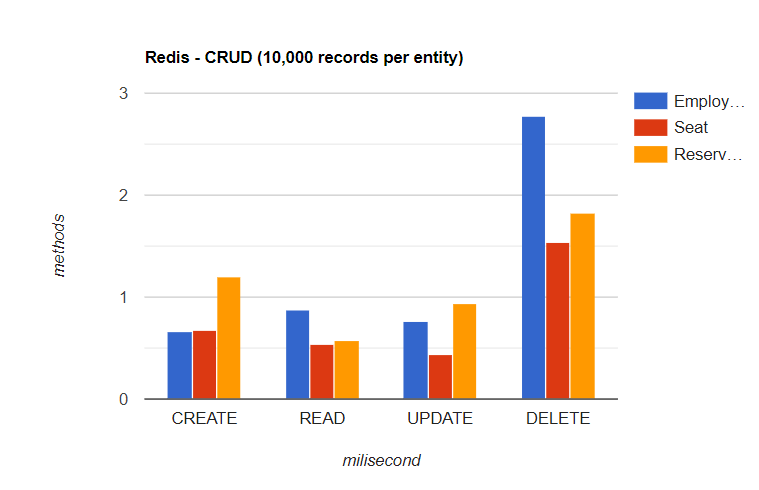 Redis - CRUD (10,000 records per entity)
3
2
1
0
methods
CREATE READ UPDATE DELETE
milisecond
Employ…
Seat
Reserv…